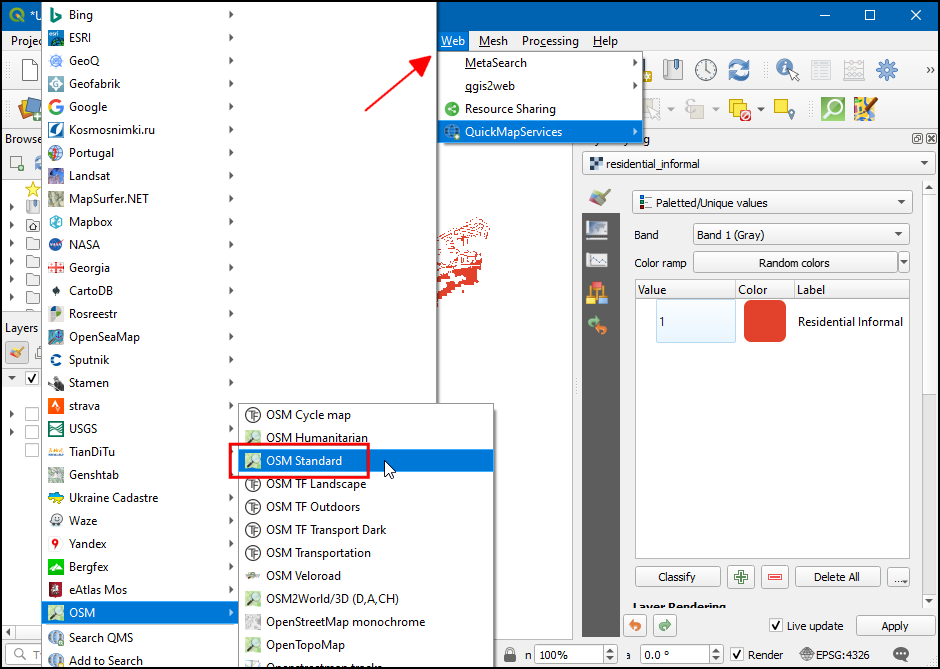 *U
Projec
Web
Mesh
Processing
Help
MetaSearch
qgis2web
Resource Sharing
QuickMapServices
Bing
ESRI
GeoQ
Geofabrik
Google
Kosmosnimki.ru
Portugal
Landsat
MapSurfer.NET
Mapbox
NASA
Georgia
CartoDB
Rosreestr
OpenSeaMap
Sputnik
Stamen
strava
USGS
TianDiTu
Genshtab
Ukraine Cadastre
Waze
Yandex
Bergfex
eAtlas Mos
OSM
Search QMS
Add to Search
OSM Cycle map
OSM Humanitarian
OSM Standard
OSM TF Landscape
OSM TF Outdoors
OSM TF Transport Dark
OSM Transportation
OSM Veloroad
OSM2World/3D (D,A,CH)
OpenStreetMap monochrome
OpenTopoMap
Openstreetmap tracks
Browse
Layers
residential_informal
Paletted/Unique values
Band
Band 1 (Gray)
Color ramp
Random colors
Value
Color
Label
1
Residential Informal
Classify
Delete All
...
Layer Rendering
Live update
Apply
n
100%
a
0.0 °
Render
EPSG:4326